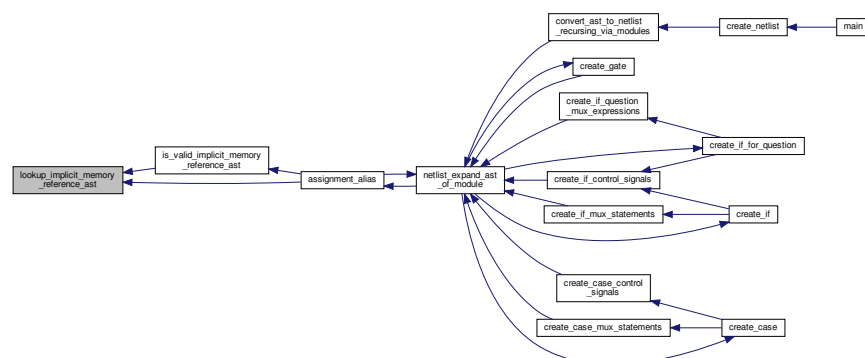 convert_ast_to_netlist
_recursing_via_modules
create_netlist
main
create_gate
create_if_question
_mux_expressions
create_if_for_question
is_valid_implicit_memory
_reference_ast
lookup_implicit_memory
_reference_ast
assignment_alias
netlist_expand_ast
_of_module
create_if_control_signals
create_if_mux_statements
create_if
create_case_control
_signals
create_case_mux_statements
create_case